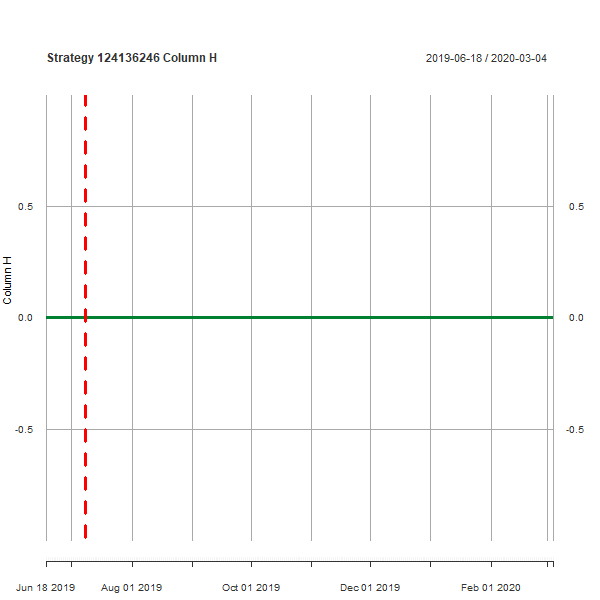 Strategy 124136246 Column H
2019-06-18 / 2020-03-04
0.5
0.5
Column H
0.0
0.0
-0.5
-0.5
Jun 18 2019
Aug 01 2019
Oct 01 2019
Dec 01 2019
Feb 01 2020